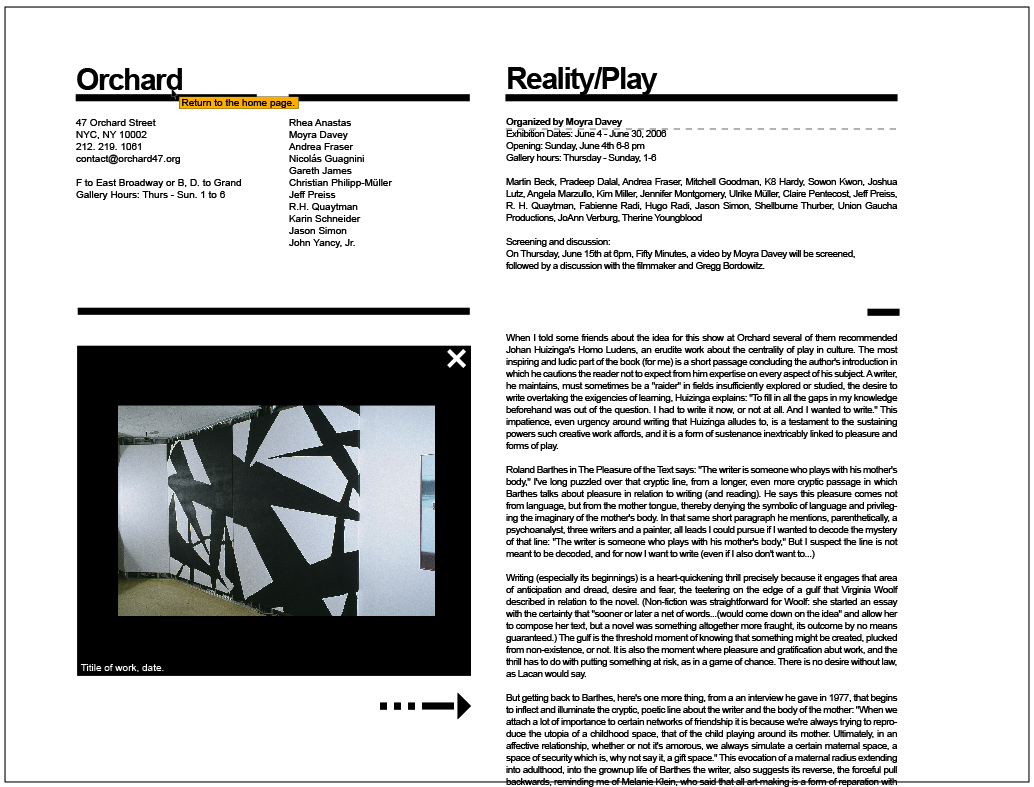 Orchard
Return to the home page.
47 Orchard Street
NYC, NY 10002
212. 219. 1061
contact@orchard47.org
F to East Broadway or B, D. to Grand
Gallery Hours: Thurs - Sun. 1 to 6
Rhea Anastas
Moyra Davey
Andrea Fraser
Nicolás Guagnini
Gareth James
Christian Philipp-Müller
Jeff Preiss
R.H. Quaytman
Karin Schneider
Jason Simon
John Yancy, Jr.
Titile of work, date.
Reality/Play
Organized by Moyra Davey
Exhibition Dates: June 4 - June 30, 2006
Opening: Sunday, June 4th 6-8 pm
Gallery hours: Thursday - Sunday, 1-6
Martin Beck, Pradeep Dalal, Andrea Fraser, Mitchell Goodman, K8 Hardy, Sowon Kwon, Joshua
Lutz, Angela Marzullo, Kim Miller, Jennifer Montgomery, Ulrike Müller, Claire Pentecost, Jeff Preiss,
R. H. Quaytman, Fabienne Radi, Hugo Radi, Jason Simon, Shellburne Thurber, Union Gaucha
Productions, JoAnn Verburg, Therine Youngblood
Screening and discussion:
On Thursday, June 15th at 6pm, Fifty Minutes, a video by Moyra Davey will be screened,
followed by a discussion with the filmmaker and Gregg Bordowitz.
When I told some friends about the idea for this show at Orchard several of them recommended
Johan Huizinga's Homo Ludens, an erudite work about the centrality of play in culture. The most
inspiring and ludic part of the book (for me) is a short passage concluding the author's introduction in
which he cautions the reader not to expect from him expertise on every aspect of his subject. A writer,
he maintains, must sometimes be a "raider" in fields insufficiently explored or studied, the desire to
write overtaking the exigencies of learning, Huizinga explains: "To fill in all the gaps in my knowledge
beforehand was out of the question. I had to write it now, or not at all. And I wanted to write." This
impatience, even urgency around writing that Huizinga alludes to, is a testament to the sustaining
powers such creative work affords, and it is a form of sustenance inextricably linked to pleasure and
forms of play.
Roland Barthes in The Pleasure of the Text says: "The writer is someone who plays with his mother's
body," I've long puzzled over that cryptic line, from a longer, even more cryptic passage in which
Barthes talks about pleasure in relation to writing (and reading). He says this pleasure comes not
from language, but from the mother tongue, thereby denying the symbolic of language and privileg-
ing the imaginary of the mother's body. In that same short paragraph he mentions, parenthetically, a
psychoanalyst, three writers and a painter, all leads I could pursue if I wanted to decode the mystery
of that line: "The writer is someone who plays with his mother's body," But I suspect the line is not
meant to be decoded, and for now I want to write (even if I also don't want to...)
Writing (especially its beginnings) is a heart-quickening thrill precisely because it engages that area
of anticipation and dread, desire and fear, the teetering on the edge of a gulf that Virginia Woolf
described in relation to the novel. (Non-fiction was straightforward for Woolf: she started an essay
with the certainty that "sooner or later a net of words...(would come down on the idea" and allow her
to compose her text, but a novel was something altogether more fraught, its outcome by no means
guaranteed.) The gulf is the threshold moment of knowing that something might be created, plucked
from non-existence, or not. It is also the moment where pleasure and gratification abut work, and the
thrill has to do with putting something at risk, as in a game of chance. There is no desire without law,
as Lacan would say.
But getting back to Barthes, here's one more thing, from a an interview he gave in 1977, that begins
to inflect and illuminate the cryptic, poetic line about the writer and the body of the mother: "When we
attach a lot of importance to certain networks of friendship it is because we're always trying to repro-
duce the utopia of a childhood space, that of the child playing around its mother. Ultimately, in an
affective relationship, whether or not it's amorous, we always simulate a certain maternal space, a
space of security which is, why not say it, a gift space." This evocation of a maternal radius extending
into adulthood, into the grownup life of Barthes the writer, also suggests its reverse, the forceful pull
backwards, reminding me of Melanie Klein, who said that all art-making is a form of reparation with